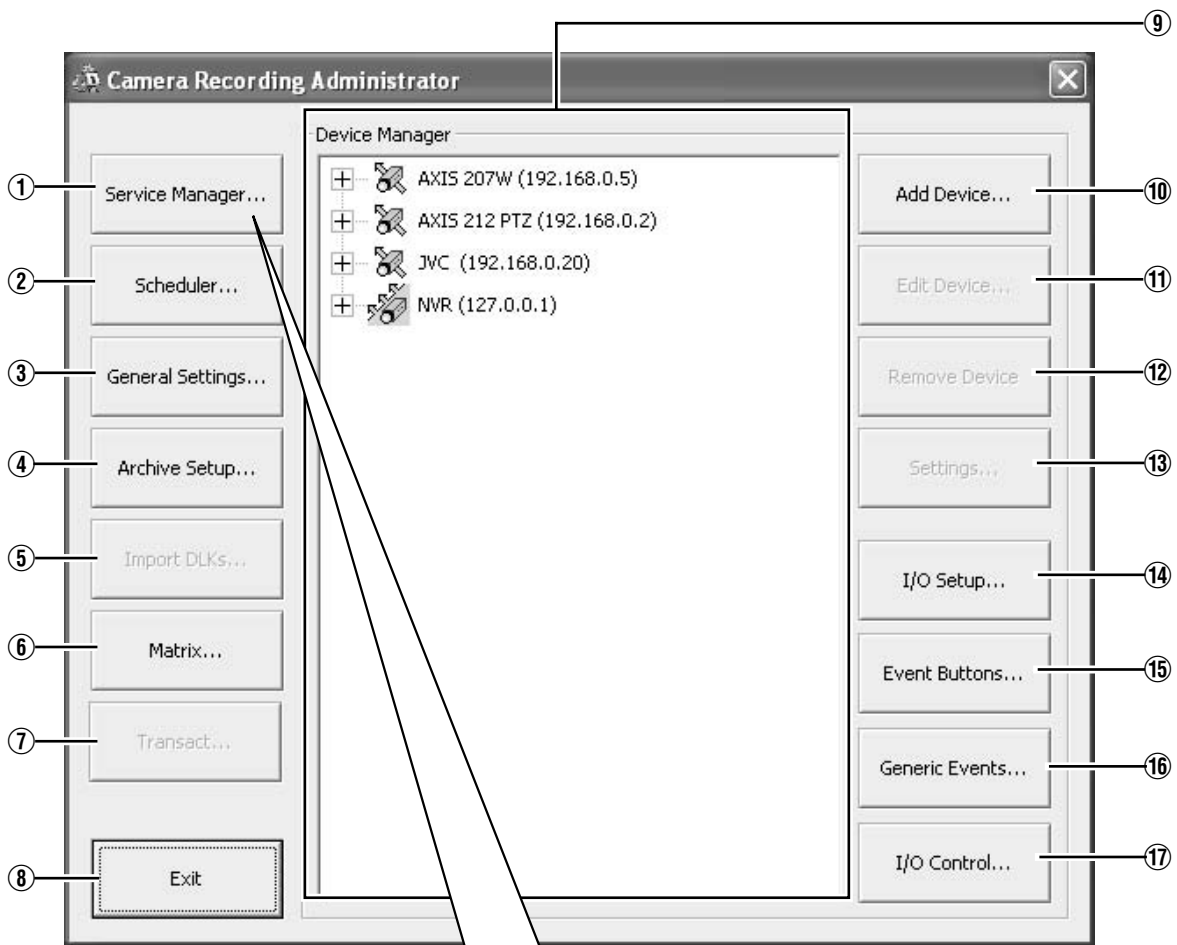 ⑨
Camera Recording Administrator
Device Manager
① Service Manager...
② Scheduler...
③ General Settings...
④ Archive Setup...
⑤ Import DLKs...
⑥ Matrix...
⑦ Transact...
⑧ Exit
AXIS 207W (192.168.0.5)
AXIS 212 PTZ (192.168.0.2)
JVC (192.168.0.20)
NVR (127.0.0.1)
Add Device... ⑩
Edit Device... ⑪
Remove Device ⑫
Settings... ⑬
I/O Setup... ⑭
Event Buttons... ⑮
Generic Events... ⑯
I/O Control... ⑰